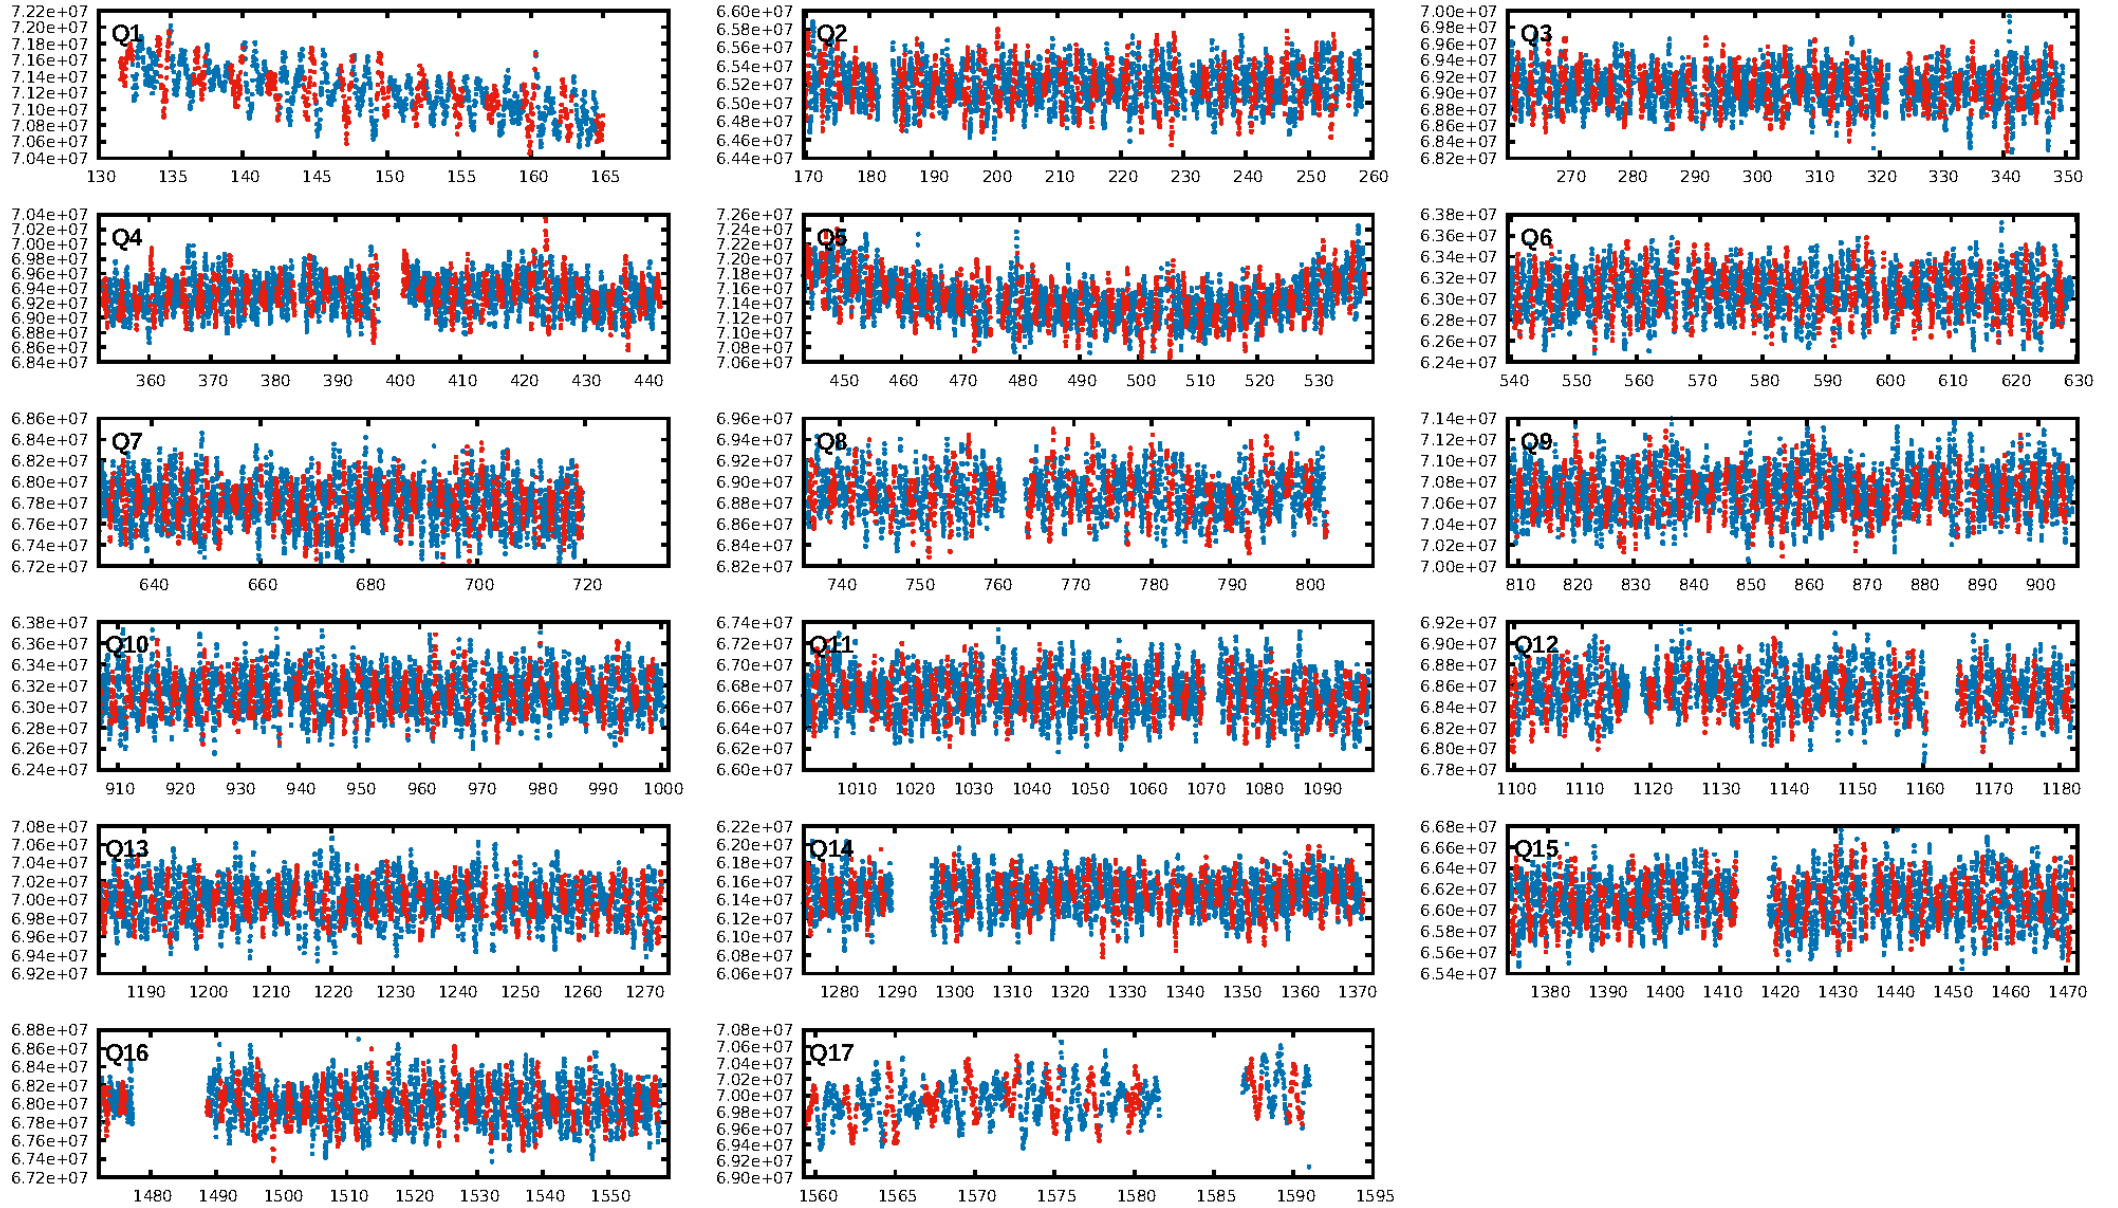 Q1
7.22e+07
7.20e+07
7.18e+07
7.16e+07
7.14e+07
7.12e+07
7.10e+07
7.08e+07
7.06e+07
7.04e+07
130 135 140 145 150 155 160 165
Q2
6.60e+07
6.58e+07
6.56e+07
6.54e+07
6.52e+07
6.50e+07
6.48e+07
6.46e+07
6.44e+07
170 180 190 200 210 220 230 240 250 260
Q3
7.00e+07
6.98e+07
6.96e+07
6.94e+07
6.92e+07
6.90e+07
6.88e+07
6.86e+07
6.84e+07
6.82e+07
270 280 290 300 310 320 330 340 350
Q4
7.04e+07
7.02e+07
7.00e+07
6.98e+07
6.96e+07
6.94e+07
6.92e+07
6.90e+07
6.88e+07
6.86e+07
6.84e+07
360 370 380 390 400 410 420 430 440
Q5
7.26e+07
7.24e+07
7.22e+07
7.20e+07
7.18e+07
7.16e+07
7.14e+07
7.12e+07
7.10e+07
7.08e+07
7.06e+07
450 460 470 480 490 500 510 520 530
Q6
6.38e+07
6.36e+07
6.34e+07
6.32e+07
6.30e+07
6.28e+07
6.26e+07
6.24e+07
540 550 560 570 580 590 600 610 620 630
Q7
6.86e+07
6.84e+07
6.82e+07
6.80e+07
6.78e+07
6.76e+07
6.74e+07
6.72e+07
640 660 680 700 720
Q8
6.96e+07
6.94e+07
6.92e+07
6.90e+07
6.88e+07
6.86e+07
6.84e+07
6.82e+07
740 750 760 770 780 790 800
Q9
7.14e+07
7.12e+07
7.10e+07
7.08e+07
7.06e+07
7.04e+07
7.02e+07
7.00e+07
810 820 830 840 850 860 870 880 890 900
Q10
6.38e+07
6.36e+07
6.34e+07
6.32e+07
6.30e+07
6.28e+07
6.26e+07
6.24e+07
910 920 930 940 950 960 970 980 990 1000
Q11
6.74e+07
6.72e+07
6.70e+07
6.68e+07
6.66e+07
6.64e+07
6.62e+07
6.60e+07
1010 1020 1030 1040 1050 1060 1070 1080 1090
Q12
6.92e+07
6.90e+07
6.88e+07
6.86e+07
6.84e+07
6.82e+07
6.80e+07
6.78e+07
1100 1110 1120 1130 1140 1150 1160 1170 1180
Q13
7.08e+07
7.06e+07
7.04e+07
7.02e+07
7.00e+07
6.98e+07
6.96e+07
6.94e+07
6.92e+07
1190 1200 1210 1220 1230 1240 1250 1260 1270
Q14
6.22e+07
6.20e+07
6.18e+07
6.16e+07
6.14e+07
6.12e+07
6.10e+07
6.08e+07
6.06e+07
1280 1290 1300 1310 1320 1330 1340 1350 1360 1370
Q15
6.68e+07
6.66e+07
6.64e+07
6.62e+07
6.60e+07
6.58e+07
6.56e+07
6.54e+07
1380 1390 1400 1410 1420 1430 1440 1450 1460 1470
Q16
6.88e+07
6.86e+07
6.84e+07
6.82e+07
6.80e+07
6.78e+07
6.76e+07
6.74e+07
6.72e+07
1480 1490 1500 1510 1520 1530 1540 1550
Q17
7.08e+07
7.06e+07
7.04e+07
7.02e+07
7.00e+07
6.98e+07
6.96e+07
6.94e+07
6.92e+07
6.90e+07
1560 1565 1570 1575 1580 1585 1590 1595